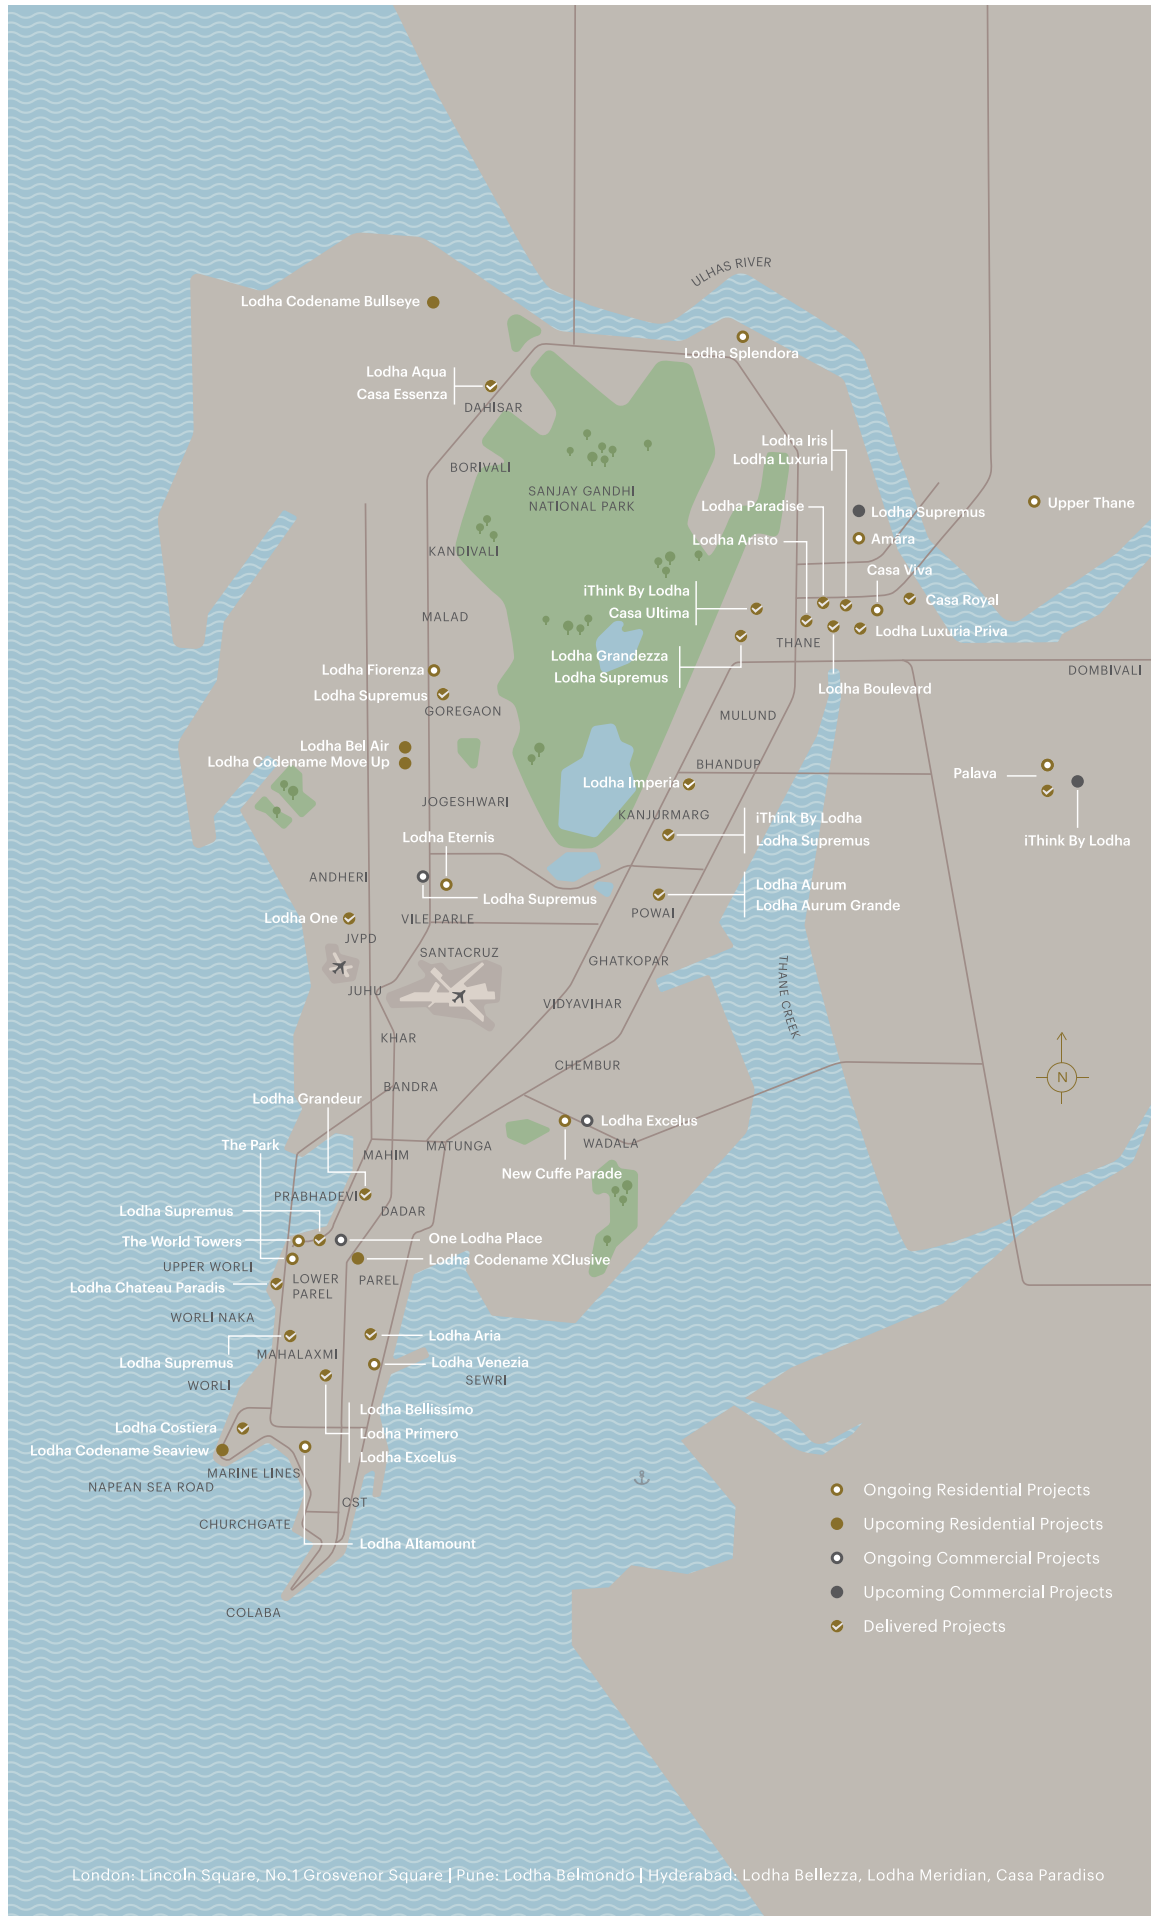 ULHAS RIVER
Lodha Codename Bullseye
Lodha Splendora
Lodha Aqua
Casa Essenza
DAHISAR
Lodha Iris
Lodha Luxuria
BORIVALI
SANJAY GANDHI
NATIONAL PARK
Lodha Paradise
Lodha Supremus
Upper Thane
Lodha Aristo
Amara
KANDIVALI
Casa Viva
iThink By Lodha
Casa Ultima
Casa Royal
MALAD
Lodha Luxuria Priva
THANE
Lodha Grandezza
Lodha Supremus
Lodha Fiorenza
DOMBIVALI
Lodha Supremus
Lodha Boulevard
GOREGAON
MULUND
Lodha Bel Air
Lodha Codename Move Up
BHANDUP
Palava
Lodha Imperia
JOGESHWARI
KANJURMARG
iThink By Lodha
Lodha Supremus
iThink By Lodha
Lodha Eternis
ANDHERI
Lodha Supremus
Lodha Aurum
Lodha Aurum Grande
Lodha One
VILE PARLE
POWAI
JVPD
SANTACRUZ
GHATKOPAR
THANE CREEK
JUHU
VIDYAVIHAR
KHAR
CHEMBUR
N
BANDRA
Lodha Grandeur
Lodha Excelus
The Park
MATUNGA
WADALA
MAHIM
New Cuffe Parade
PRABHADEVI
Lodha Supremus
DADAR
The World Towers
One Lodha Place
UPPER WORLI
Lodha Codename XClusive
LOWER
PAREL
PAREL
Lodha Chateau Paradis
WORLI NAKA
Lodha Aria
MAHALAXMI
Lodha Supremus
Lodha Venezia
WORLI
SEWRI
Lodha Bellissimo
Lodha Costiera
Lodha Primero
Lodha Codename Seaview
Lodha Excelus
MARINE LINES
NAPEAN SEA ROAD
CST
CHURCHGATE
Lodha Altamount
COLABA
Ongoing Residential Projects
Upcoming Residential Projects
Ongoing Commercial Projects
Upcoming Commercial Projects
Delivered Projects
London: Lincoln Square, No.1 Grosvenor Square | Pune: Lodha Belmondo | Hyderabad: Lodha Bellezza, Lodha Meridian, Casa Paradiso